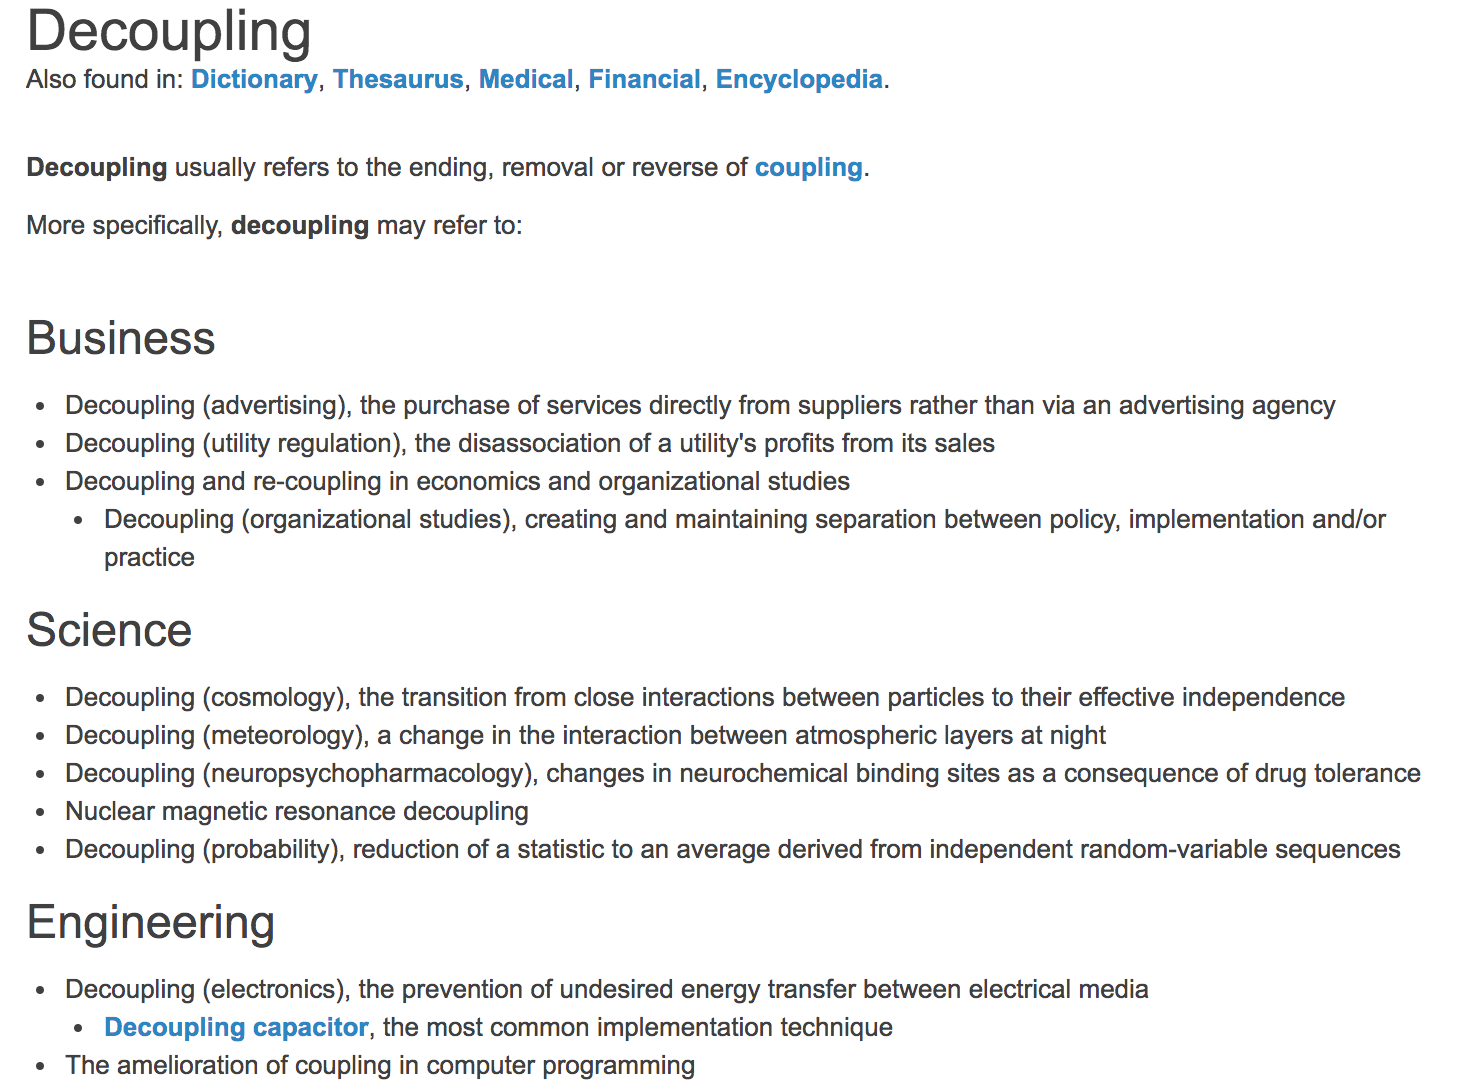 Decoupling
Also found in: Dictionary, Thesaurus, Medical, Financial, Encyclopedia.
Decoupling usually refers to the ending, removal or reverse of coupling.
More specifically, decoupling may refer to:
Business
• Decoupling (advertising), the purchase of services directly from suppliers rather than via an advertising agency
• Decoupling (utility regulation), the disassociation of a utility's profits from its sales
• Decoupling and re-coupling in economics and organizational studies
• Decoupling (organizational studies), creating and maintaining separation between policy, implementation and/or
practice
Science
• Decoupling (cosmology), the transition from close interactions between particles to their effective independence
• Decoupling (meteorology), a change in the interaction between atmospheric layers at night
• Decoupling (neuropsychopharmacology), changes in neurochemical binding sites as a consequence of drug tolerance
• Nuclear magnetic resonance decoupling
• Decoupling (probability), reduction of a statistic to an average derived from independent random-variable sequences
Engineering
• Decoupling (electronics), the prevention of undesired energy transfer between electrical media
• Decoupling capacitor, the most common implementation technique
• The amelioration of coupling in computer programming